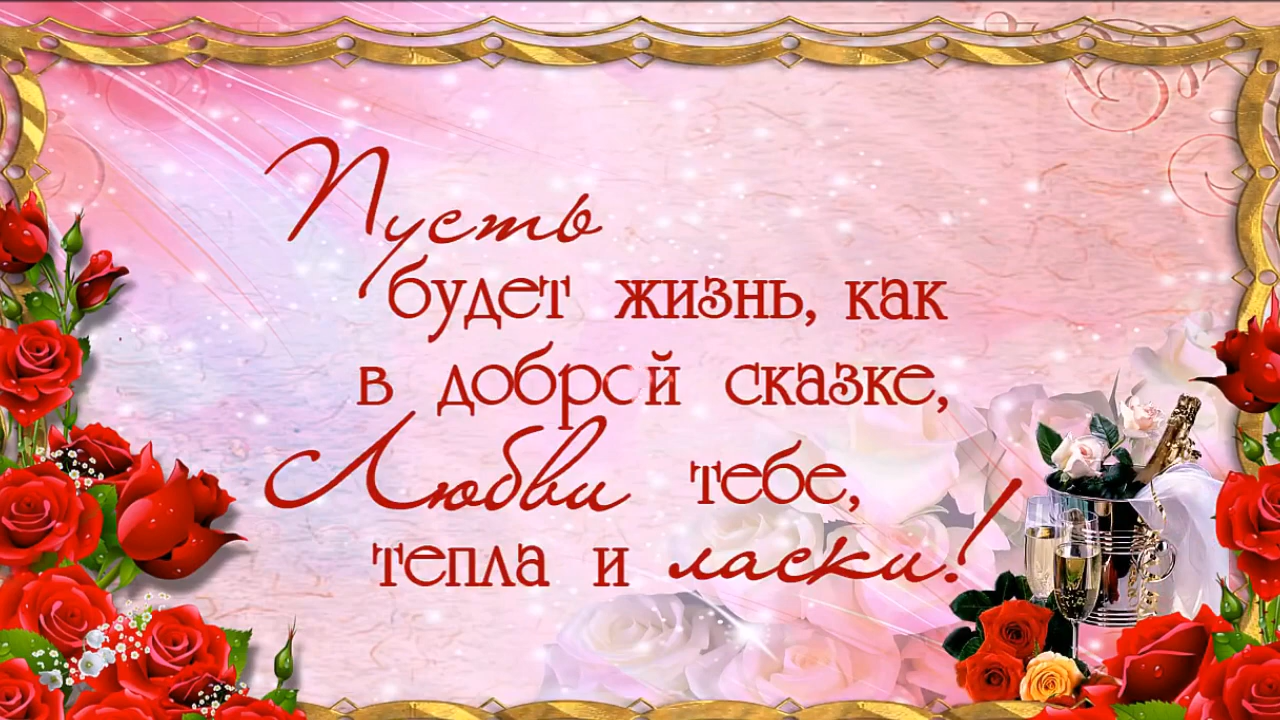 Пусть
будет жизнь, как
в доброй сказке,
Любви тебе,
тепла и ласки!